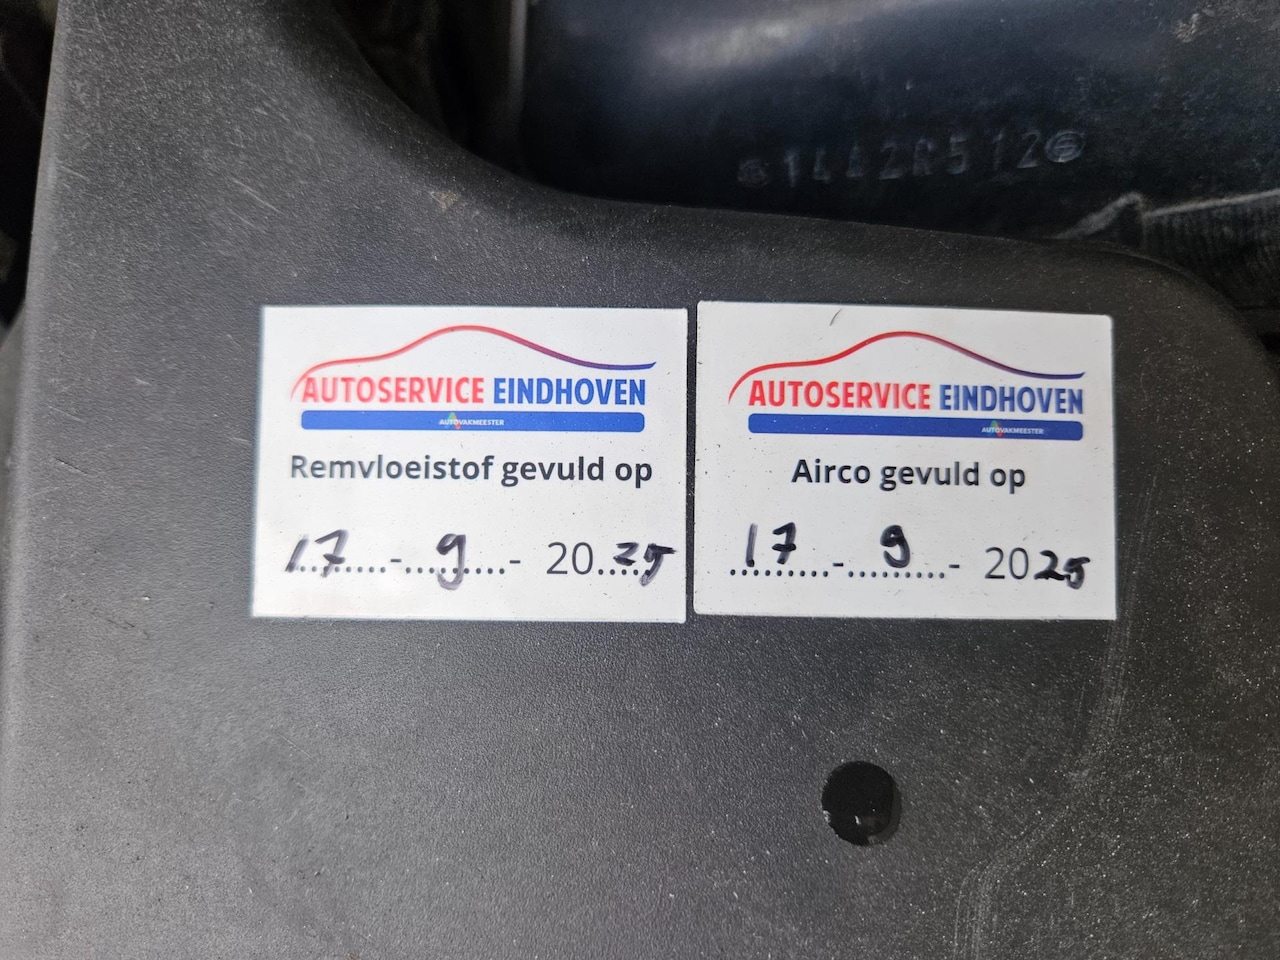 1442R512
AUTOSERVICE EINDHOVEN
AUTOVAKMEESTER
Remvloeistof gevuld op
17 - 9 - 2025
AUTOSERVICE EINDHOVEN
AUTOVAKMEESTER
Airco gevuld op
17 - 9 - 2025